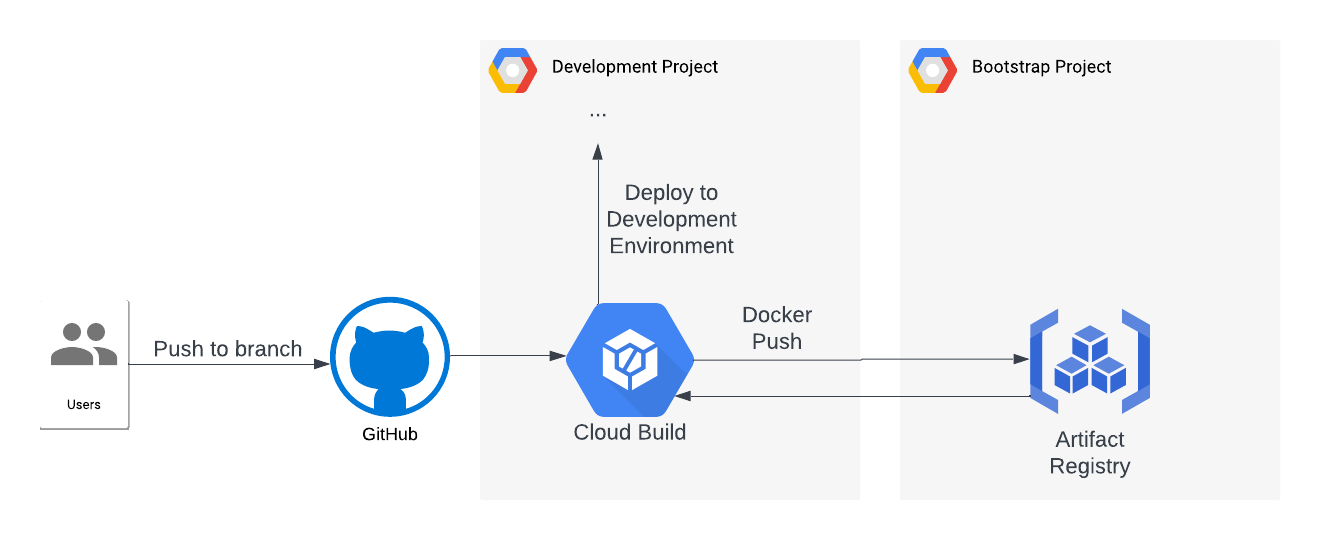 Development Project
Bootstrap Project
...
Deploy to
Development
Environment
Users
Push to branch
GitHub
Cloud Build
Docker
Push
Artifact
Registry